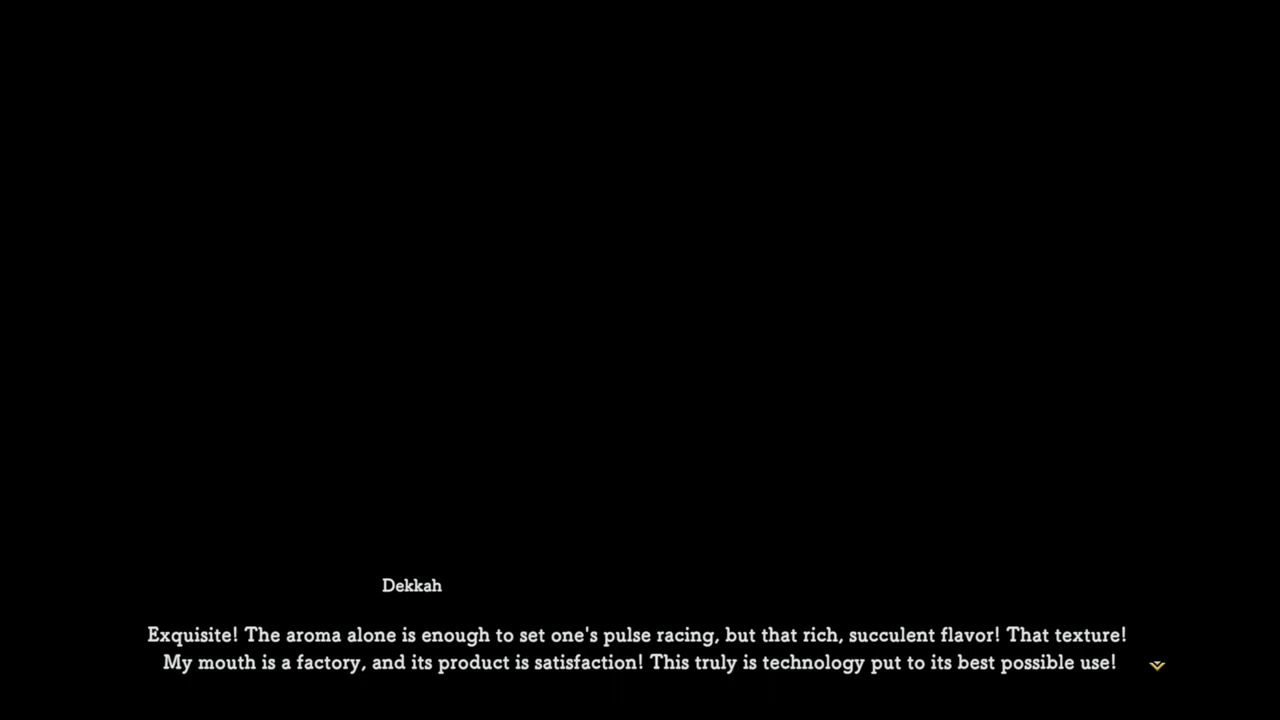 Dekkah
Exquisite! The aroma alone is enough to set one's pulse racing, but that rich, succulent flavor! That texture!
My mouth is a factory, and its product is satisfaction! This truly is technology put to its best possible use!